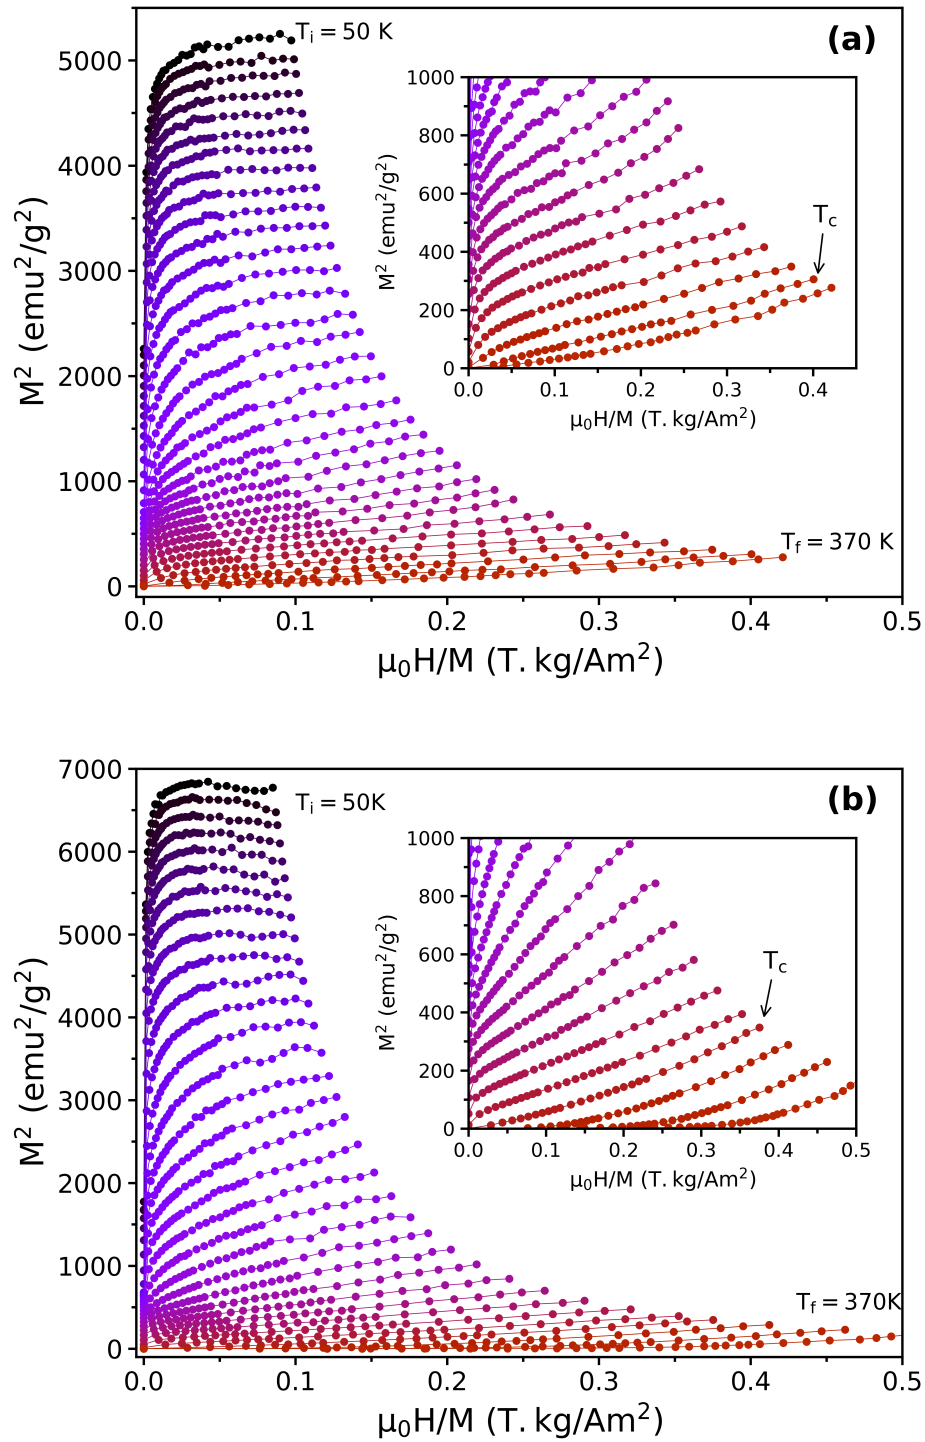 (a)
T_i = 50 K
5000
4000
3000
2000
1000
0
M² (emu²/g²)
0.0 0.1 0.2 0.3 0.4 0.5
μ₀H/M (T. kg/Am²)
T_f = 370 K
1000
800
600
400
200
0
M² (emu²/g²)
T_c
0.0 0.1 0.2 0.3 0.4
μ₀H/M (T. kg/Am²)
(b)
T_i = 50K
7000
6000
5000
4000
3000
2000
1000
0
M² (emu²/g²)
0.0 0.1 0.2 0.3 0.4 0.5
μ₀H/M (T. kg/Am²)
T_f = 370K
1000
800
600
400
200
0
M² (emu²/g²)
T_c
0.0 0.1 0.2 0.3 0.4 0.5
μ₀H/M (T. kg/Am²)